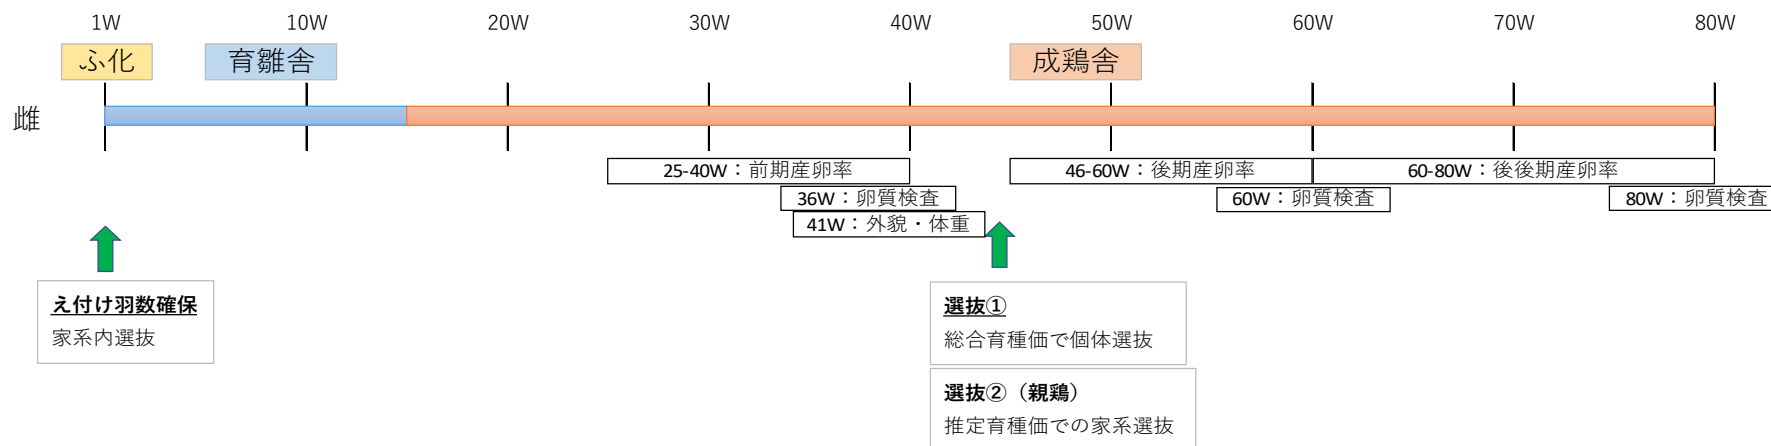 1W 10W 20W 30W 40W 50W 60W 70W 80W
ふ化 育雛舎 成鶏舎
雌
25-40W：前期産卵率 46-60W：後期産卵率 60-80W：後後期産卵率
36W：卵質検査 60W：卵質検査 80W：卵質検査
41W：外貌・体重
え付け羽数確保
家系内選抜
選抜①
総合育種価で個体選抜
選抜②（親鶏）
推定育種価での家系選抜